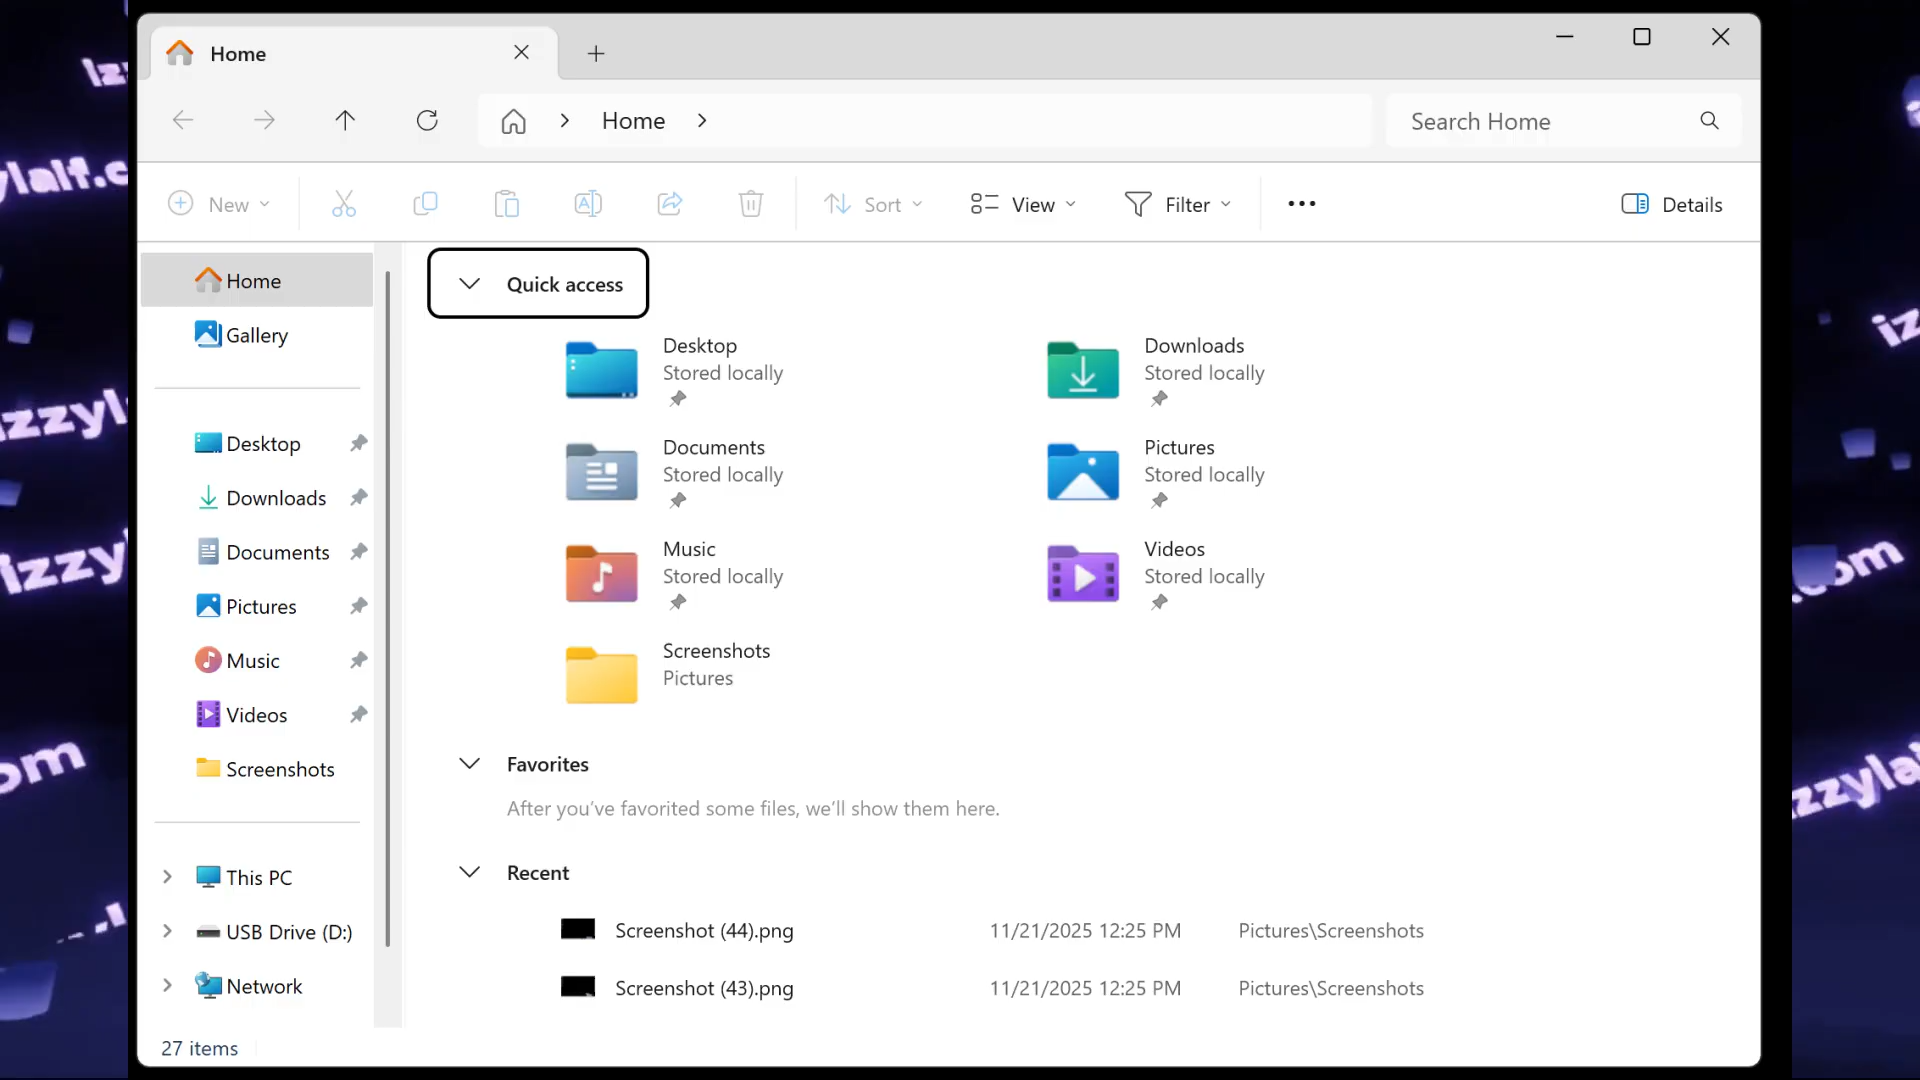 Home
Home
Search Home
New
Sort
View
Filter
Details
Home
Gallery
Desktop
Downloads
Documents
Pictures
Music
Videos
Screenshots
This PC
USB Drive (D:)
Network
Quick access
Desktop
Stored locally
Downloads
Stored locally
Documents
Stored locally
Pictures
Stored locally
Music
Stored locally
Videos
Stored locally
Screenshots
Pictures
Favorites
After you've favorited some files, we'll show them here.
Recent
Screenshot (44).png 11/21/2025 12:25 PM Pictures\Screenshots
Screenshot (43).png 11/21/2025 12:25 PM Pictures\Screenshots
27 items